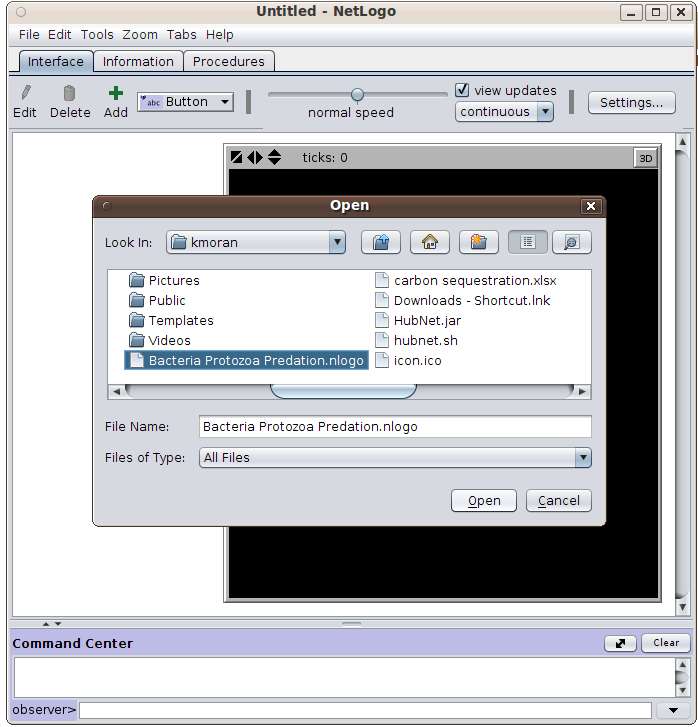 Untitled - NetLogo
File Edit Tools Zoom Tabs Help
Interface Information Procedures
Edit Delete Add abc Button normal speed view updates continuous Settings...
ticks: 0 3D
Open
Look In: kmoran
Pictures carbon sequestration.xlsx
Public Downloads - Shortcut.lnk
Templates HubNet.jar
Videos hubnet.sh
Bacteria Protozoa Predation.nlogo icon.ico
File Name: Bacteria Protozoa Predation.nlogo
Files of Type: All Files
Open Cancel
Command Center Clear
observer>